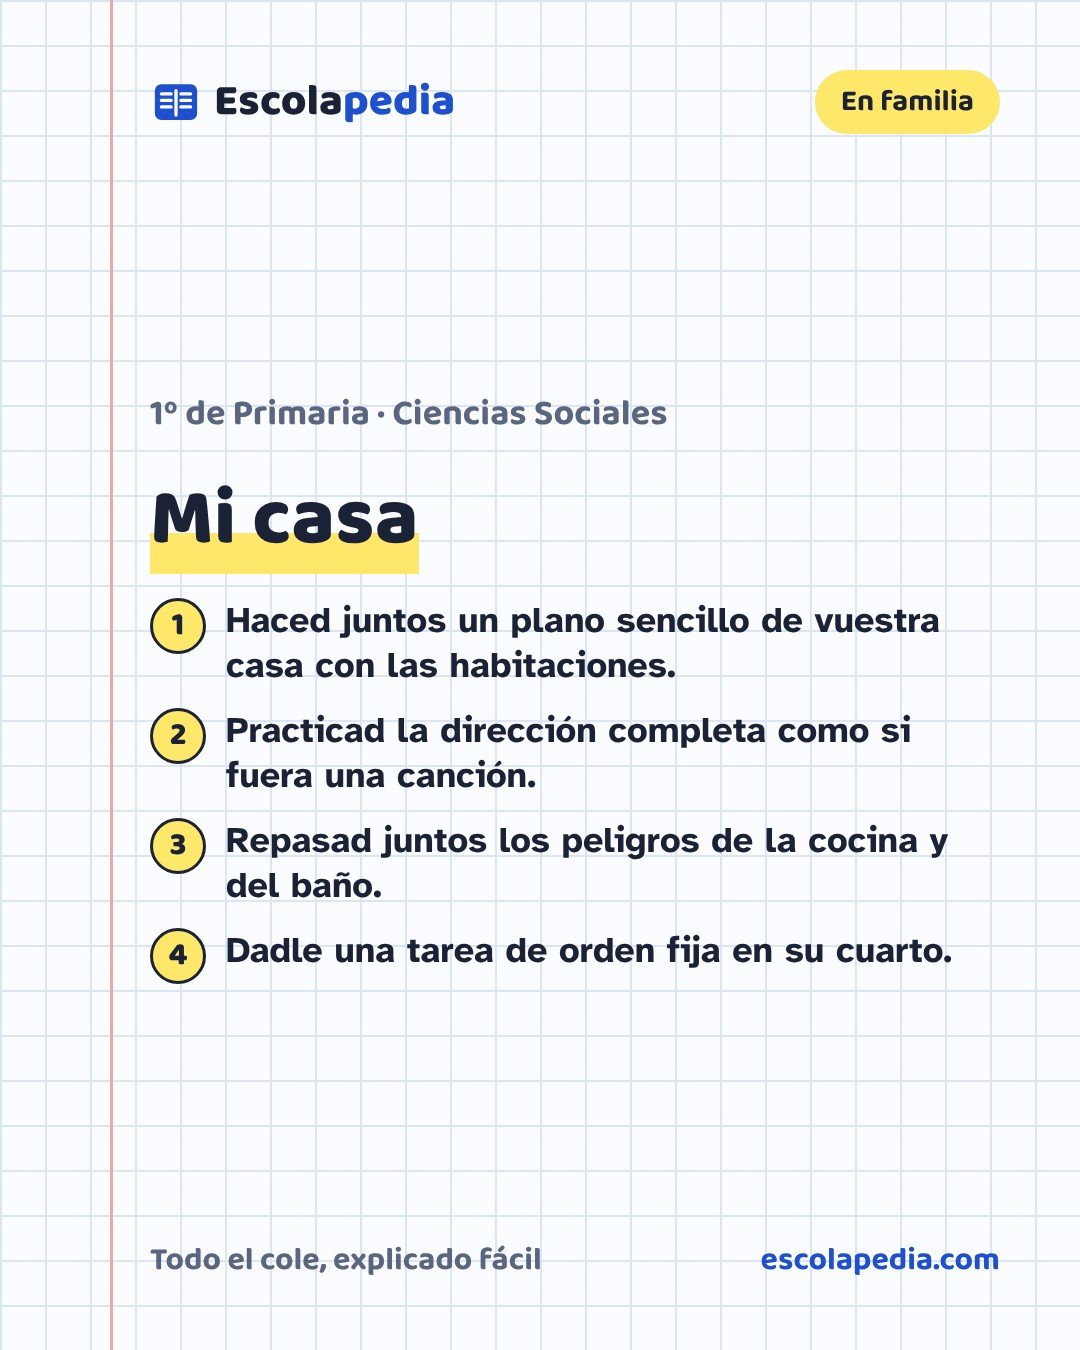 Escolapedia
En familia
1º de Primaria · Ciencias Sociales
Mi casa
1 Haced juntos un plano sencillo de vuestra
casa con las habitaciones.
2 Practicad la dirección completa como si
fuera una canción.
3 Repasad juntos los peligros de la cocina y
del baño.
4 Dadle una tarea de orden fija en su cuarto.
Todo el cole, explicado fácil
escolapedia.com